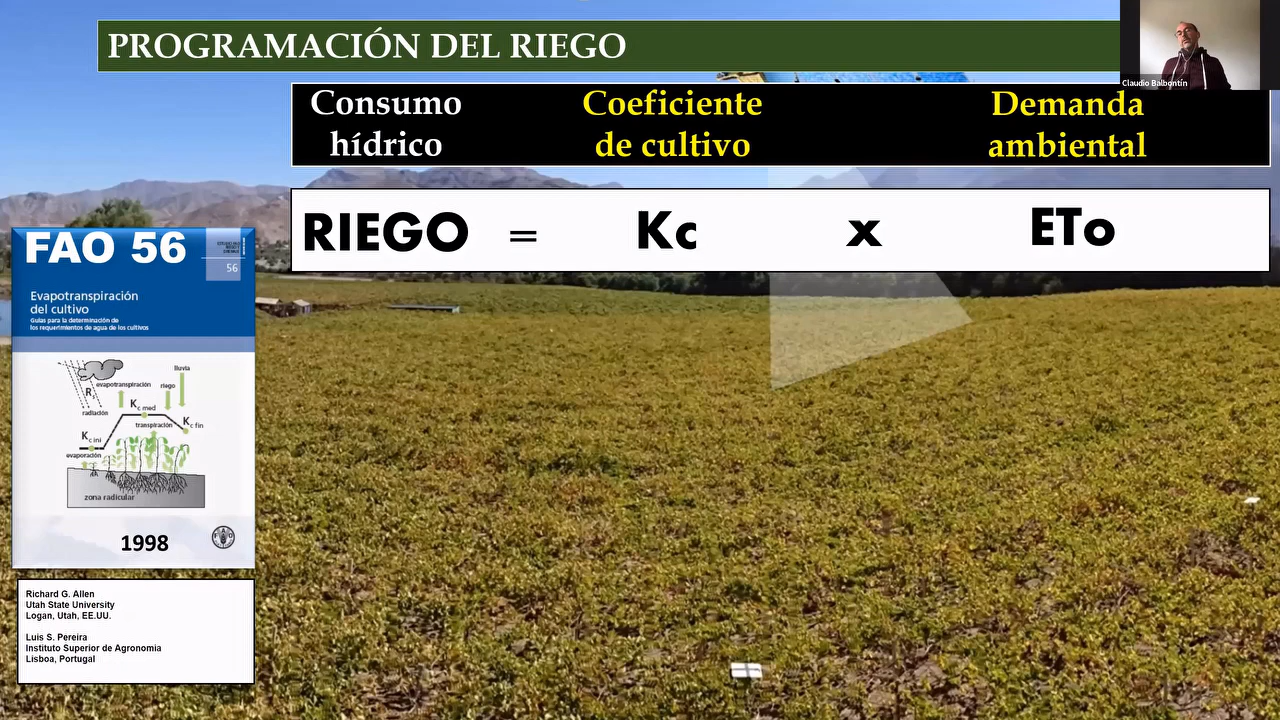 PROGRAMACIÓN DEL RIEGO
Claudio Balbontín
Consumo hídrico
Coeficiente de cultivo
Demanda ambiental
RIEGO = Kc x ETo
FAO 56
56
Evapotranspiración
del cultivo
Guías para la determinación de
los requerimientos de agua de los cultivos
lluvia
evapotranspiración
riego
R
radiación
Kc med
Kc fin
transpiración
Kc ini
evaporación
zona radicular
1998
Richard G. Allen
Utah State University
Logan, Utah, EE.UU.
Luis S. Pereira
Instituto Superior de Agronomia
Lisboa, Portugal